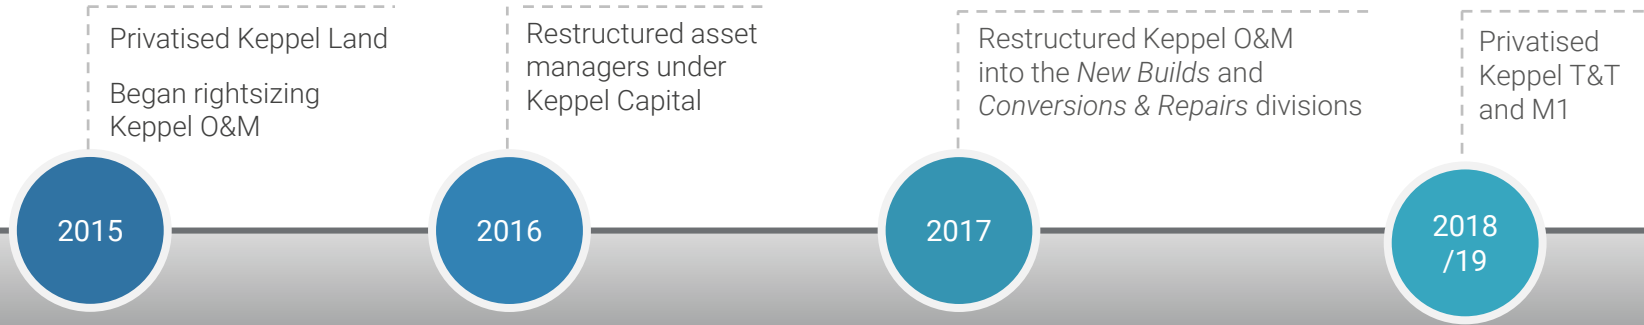 Privatised Keppel Land
Began rightsizing
Keppel O&M
2015
Restructured asset
managers under
Keppel Capital
2016
Restructured Keppel O&M
into the New Builds and
Conversions & Repairs divisions
2017
Privatised
Keppel T&T
and M1
2018
/19